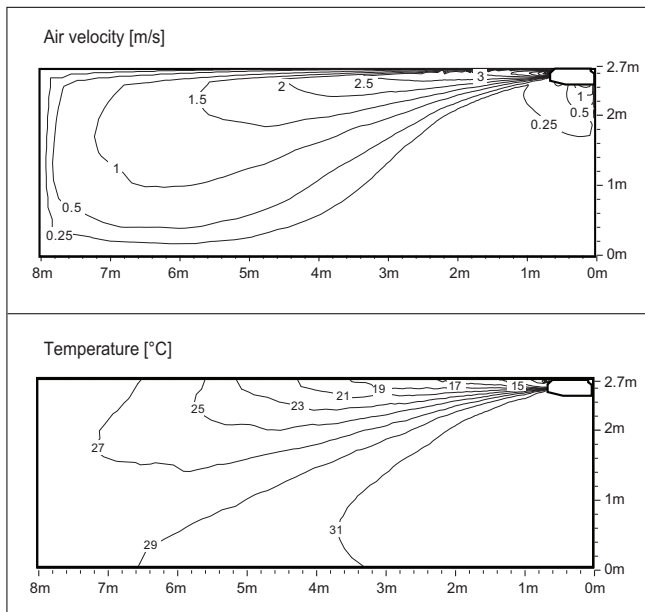 Air velocity [m/s]
2.7m
3
2.5
2
1
1.5
0.5
2m
0.25
1
1m
0.5
0.25
0m
8m 7m 6m 5m 4m 3m 2m 1m 0m
Temperature [°C]
2.7m
15
17
19
21
23
25
2m
27
1m
31
29
0m
8m 7m 6m 5m 4m 3m 2m 1m 0m